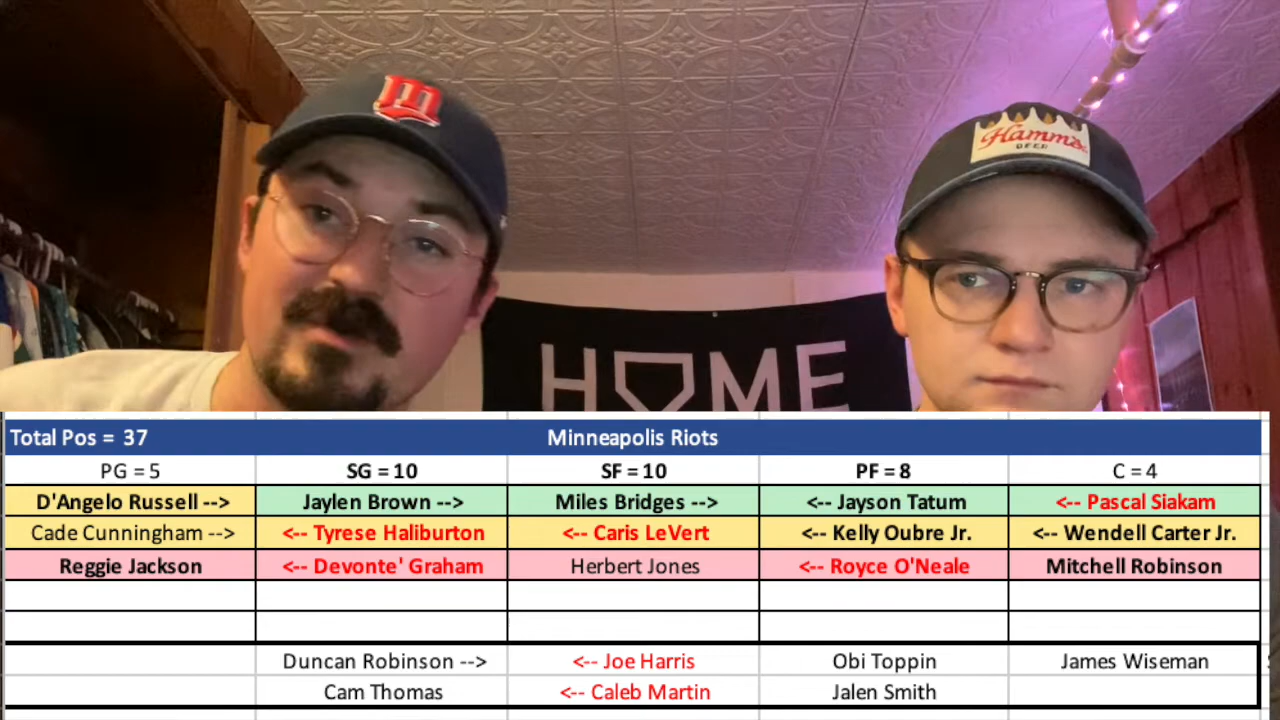 m
Hamm's
BEER
HOME
Total Pos = 37 Minneapolis Riots
PG = 5 SG = 10 SF = 10 PF = 8 C = 4
D'Angelo Russell --> Jaylen Brown --> Miles Bridges --> <-- Jayson Tatum <-- Pascal Siakam
Cade Cunningham --> <-- Tyrese Haliburton <-- Caris LeVert <-- Kelly Oubre Jr. <-- Wendell Carter Jr.
Reggie Jackson <-- Devonte' Graham Herbert Jones <-- Royce O'Neale Mitchell Robinson
Duncan Robinson --> <-- Joe Harris Obi Toppin James Wiseman
Cam Thomas <-- Caleb Martin Jalen Smith